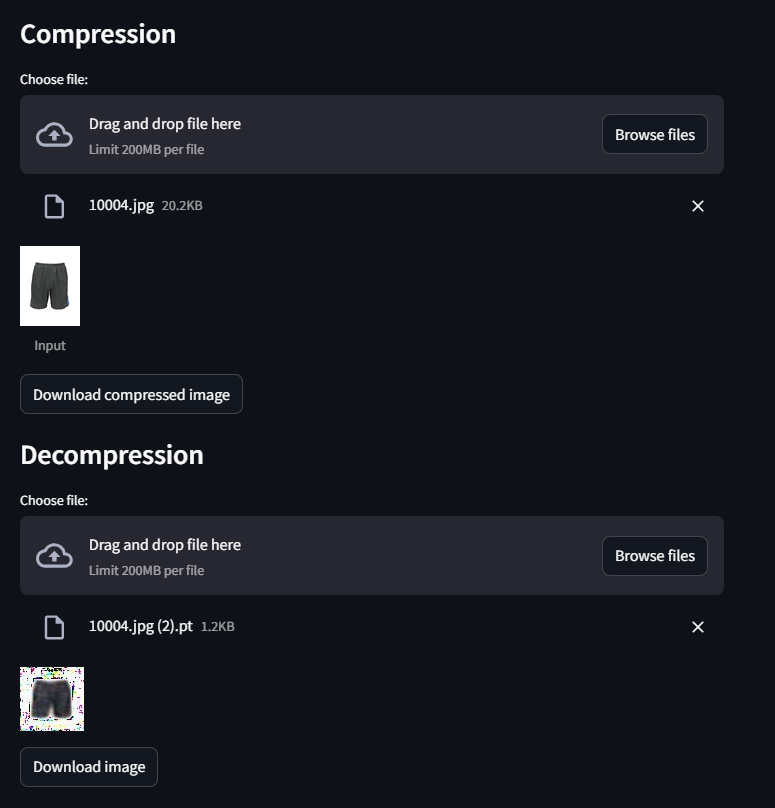 Compression
Choose file:
Drag and drop file here
Limit 200MB per file
Browse files
10004.jpg 20.2KB
Input
Download compressed image
Decompression
Choose file:
Drag and drop file here
Limit 200MB per file
Browse files
10004.jpg (2).pt 1.2KB
Download image